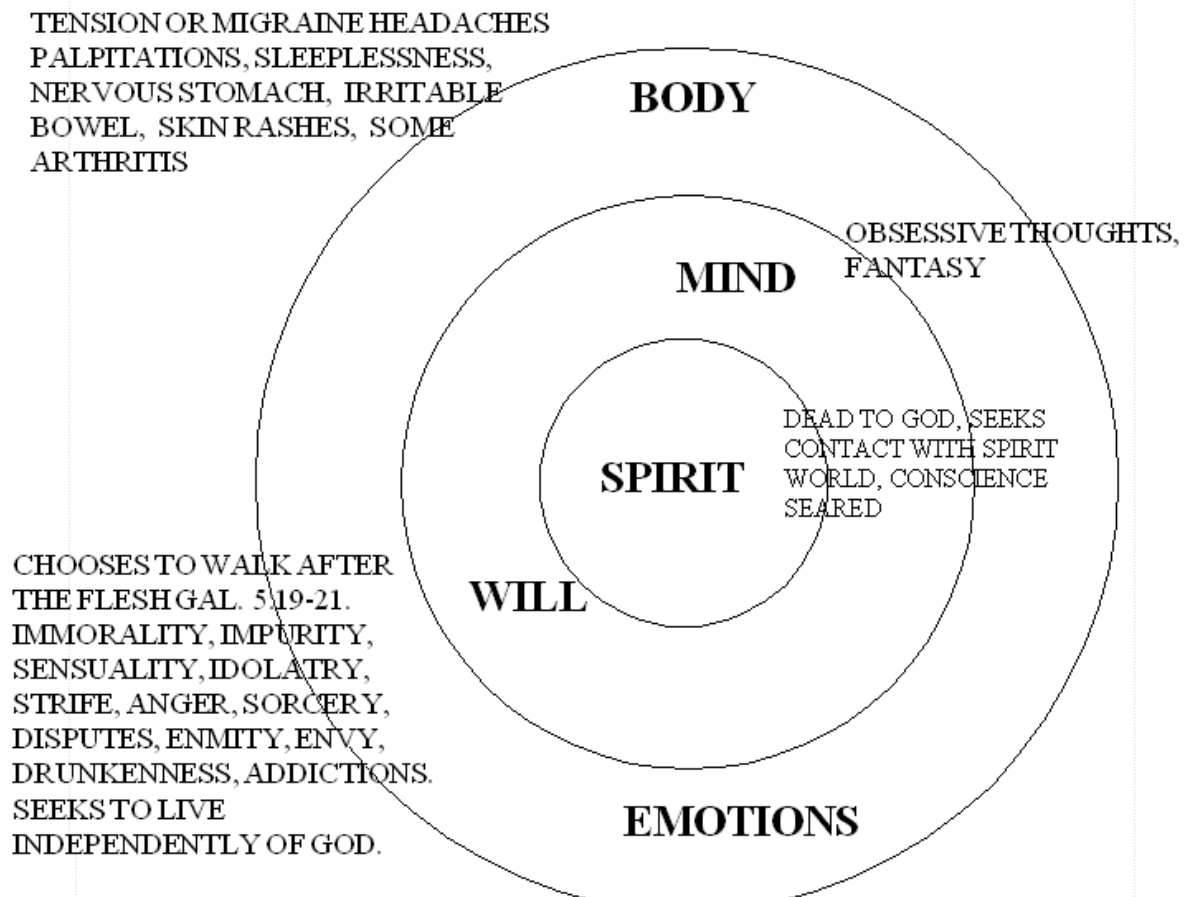 TENSION OR MIGRAINE HEADACHES
PALPITATIONS, SLEEPLESSNESS,
NERVOUS STOMACH, IRRITABLE
BOWEL, SKIN RASHES, SOME
ARTHRITIS
BODY
OBSESSIVE THOUGHTS,
FANTASY
MIND
DEAD TO GOD, SEEKS
CONTACT WITH SPIRIT
WORLD, CONSCIENCE
SEARED
SPIRIT
WILL
CHOOSES TO WALK AFTER
THE FLESH GAL. 5.19-21.
IMMORALITY, IMPURITY,
SENSUALITY, IDOLATRY,
STRIFE, ANGER, SORCERY,
DISPUTES, ENMITY, ENVY,
DRUNKENNESS, ADDICTIONS.
SEEKS TO LIVE
INDEPENDENTLY OF GOD.
EMOTIONS